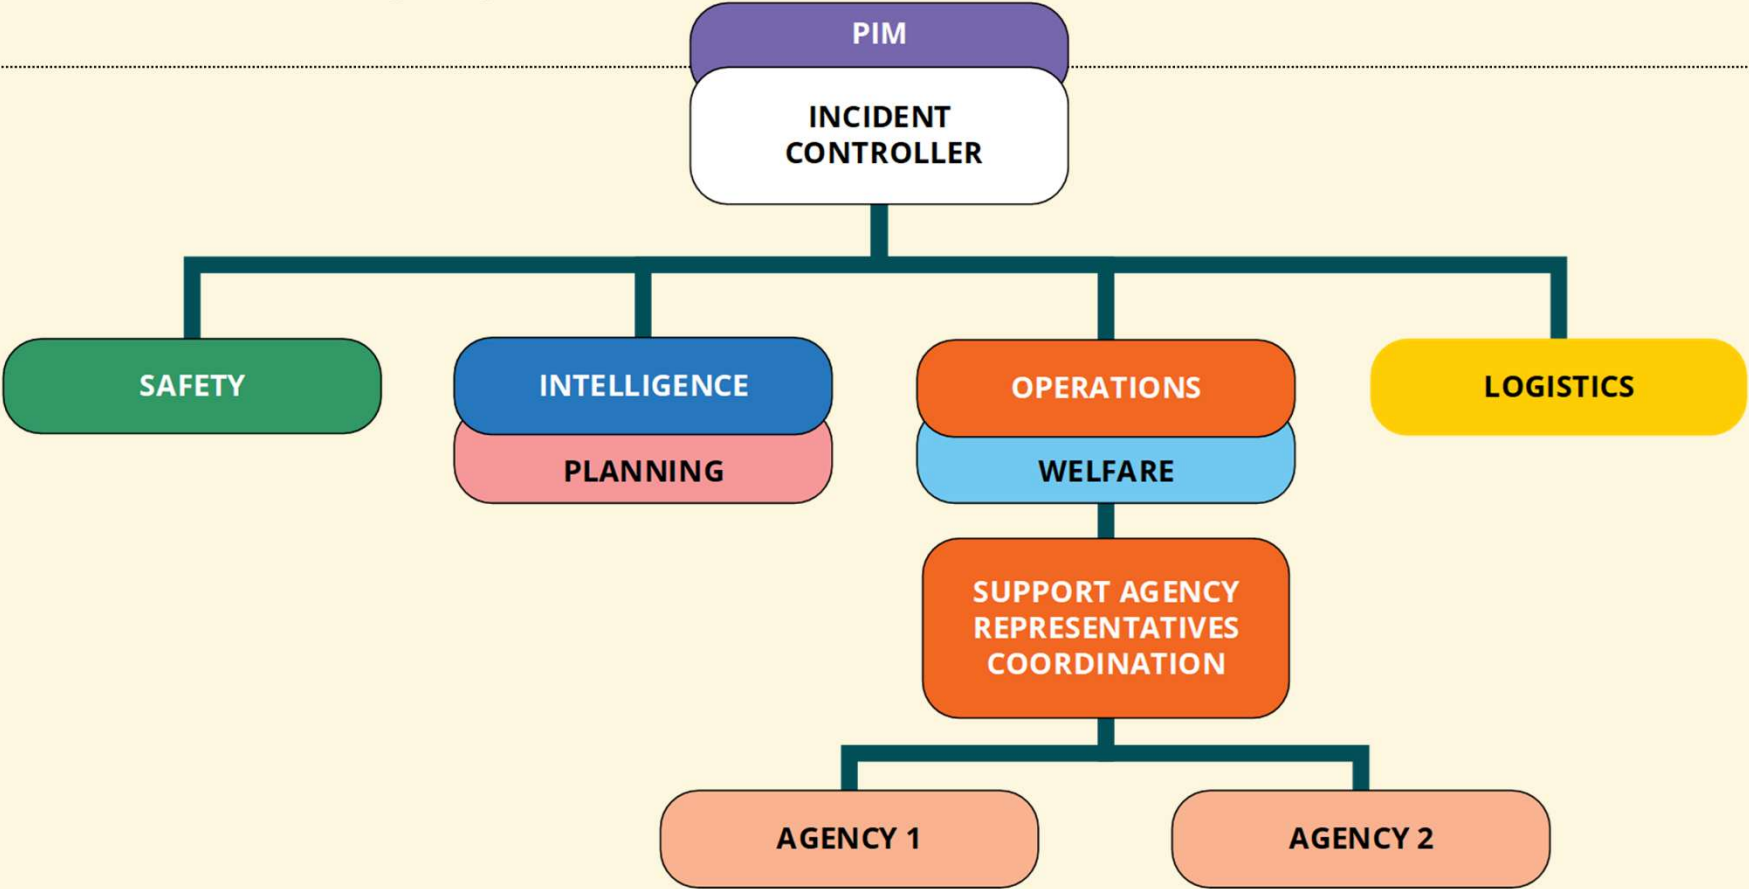 PIM
INCIDENT
CONTROLLER
SAFETY
INTELLIGENCE
OPERATIONS
LOGISTICS
PLANNING
WELFARE
SUPPORT AGENCY
REPRESENTATIVES
COORDINATION
AGENCY 1
AGENCY 2